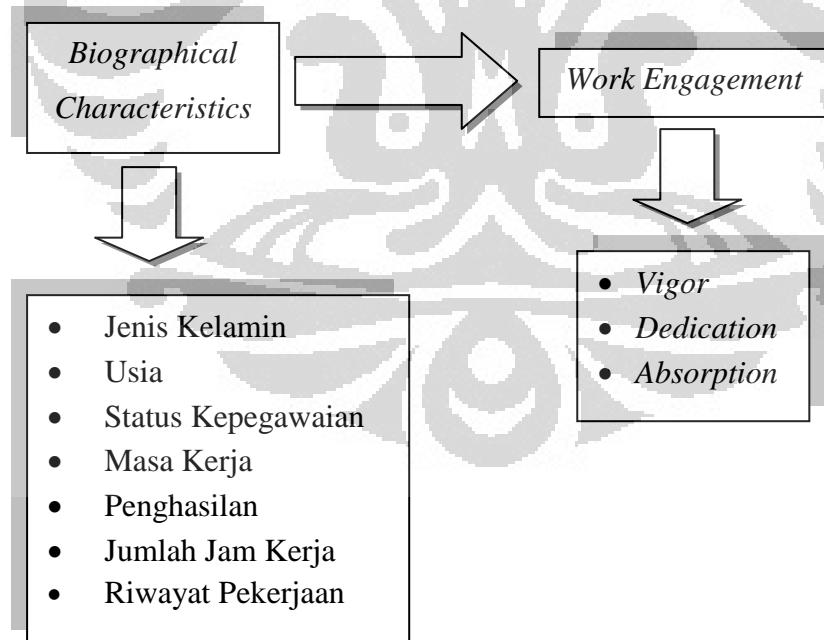 Biographical
Characteristics
Work Engagement
• Jenis Kelamin
• Usia
• Status Kepegawaian
• Masa Kerja
• Penghasilan
• Jumlah Jam Kerja
• Riwayat Pekerjaan
• Vigor
• Dedication
• Absorption